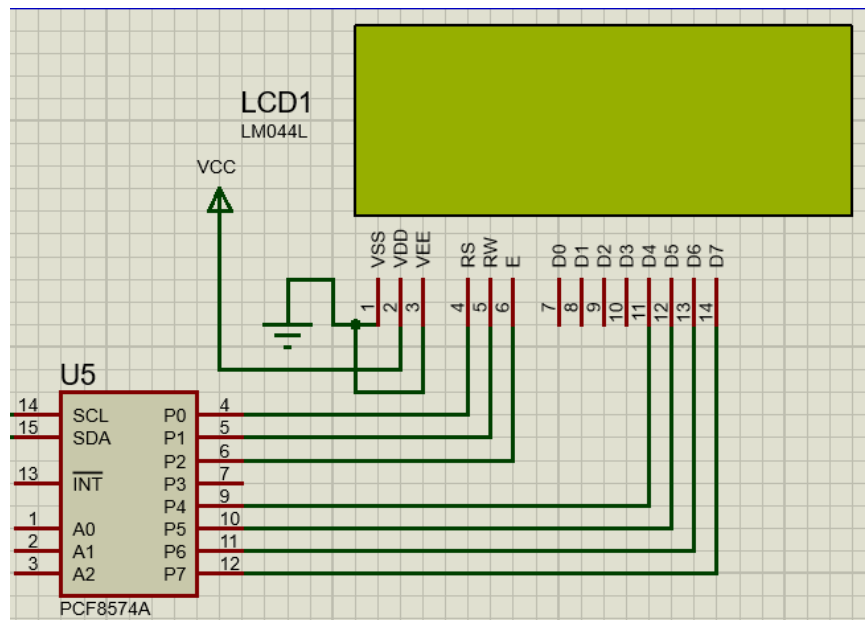 LCD1
LM044L
VCC
VSS VDD VEE RS RW E D0 D1 D2 D3 D4 D5 D6 D7
1 2 3 4 5 6 7 8 9 10 11 12 13 14
U5
14 SCL P0 4
15 SDA P1 5
P2 6
13 INT P3 7
P4 9
1 A0 P5 10
2 A1 P6 11
3 A2 P7 12
PCF8574A